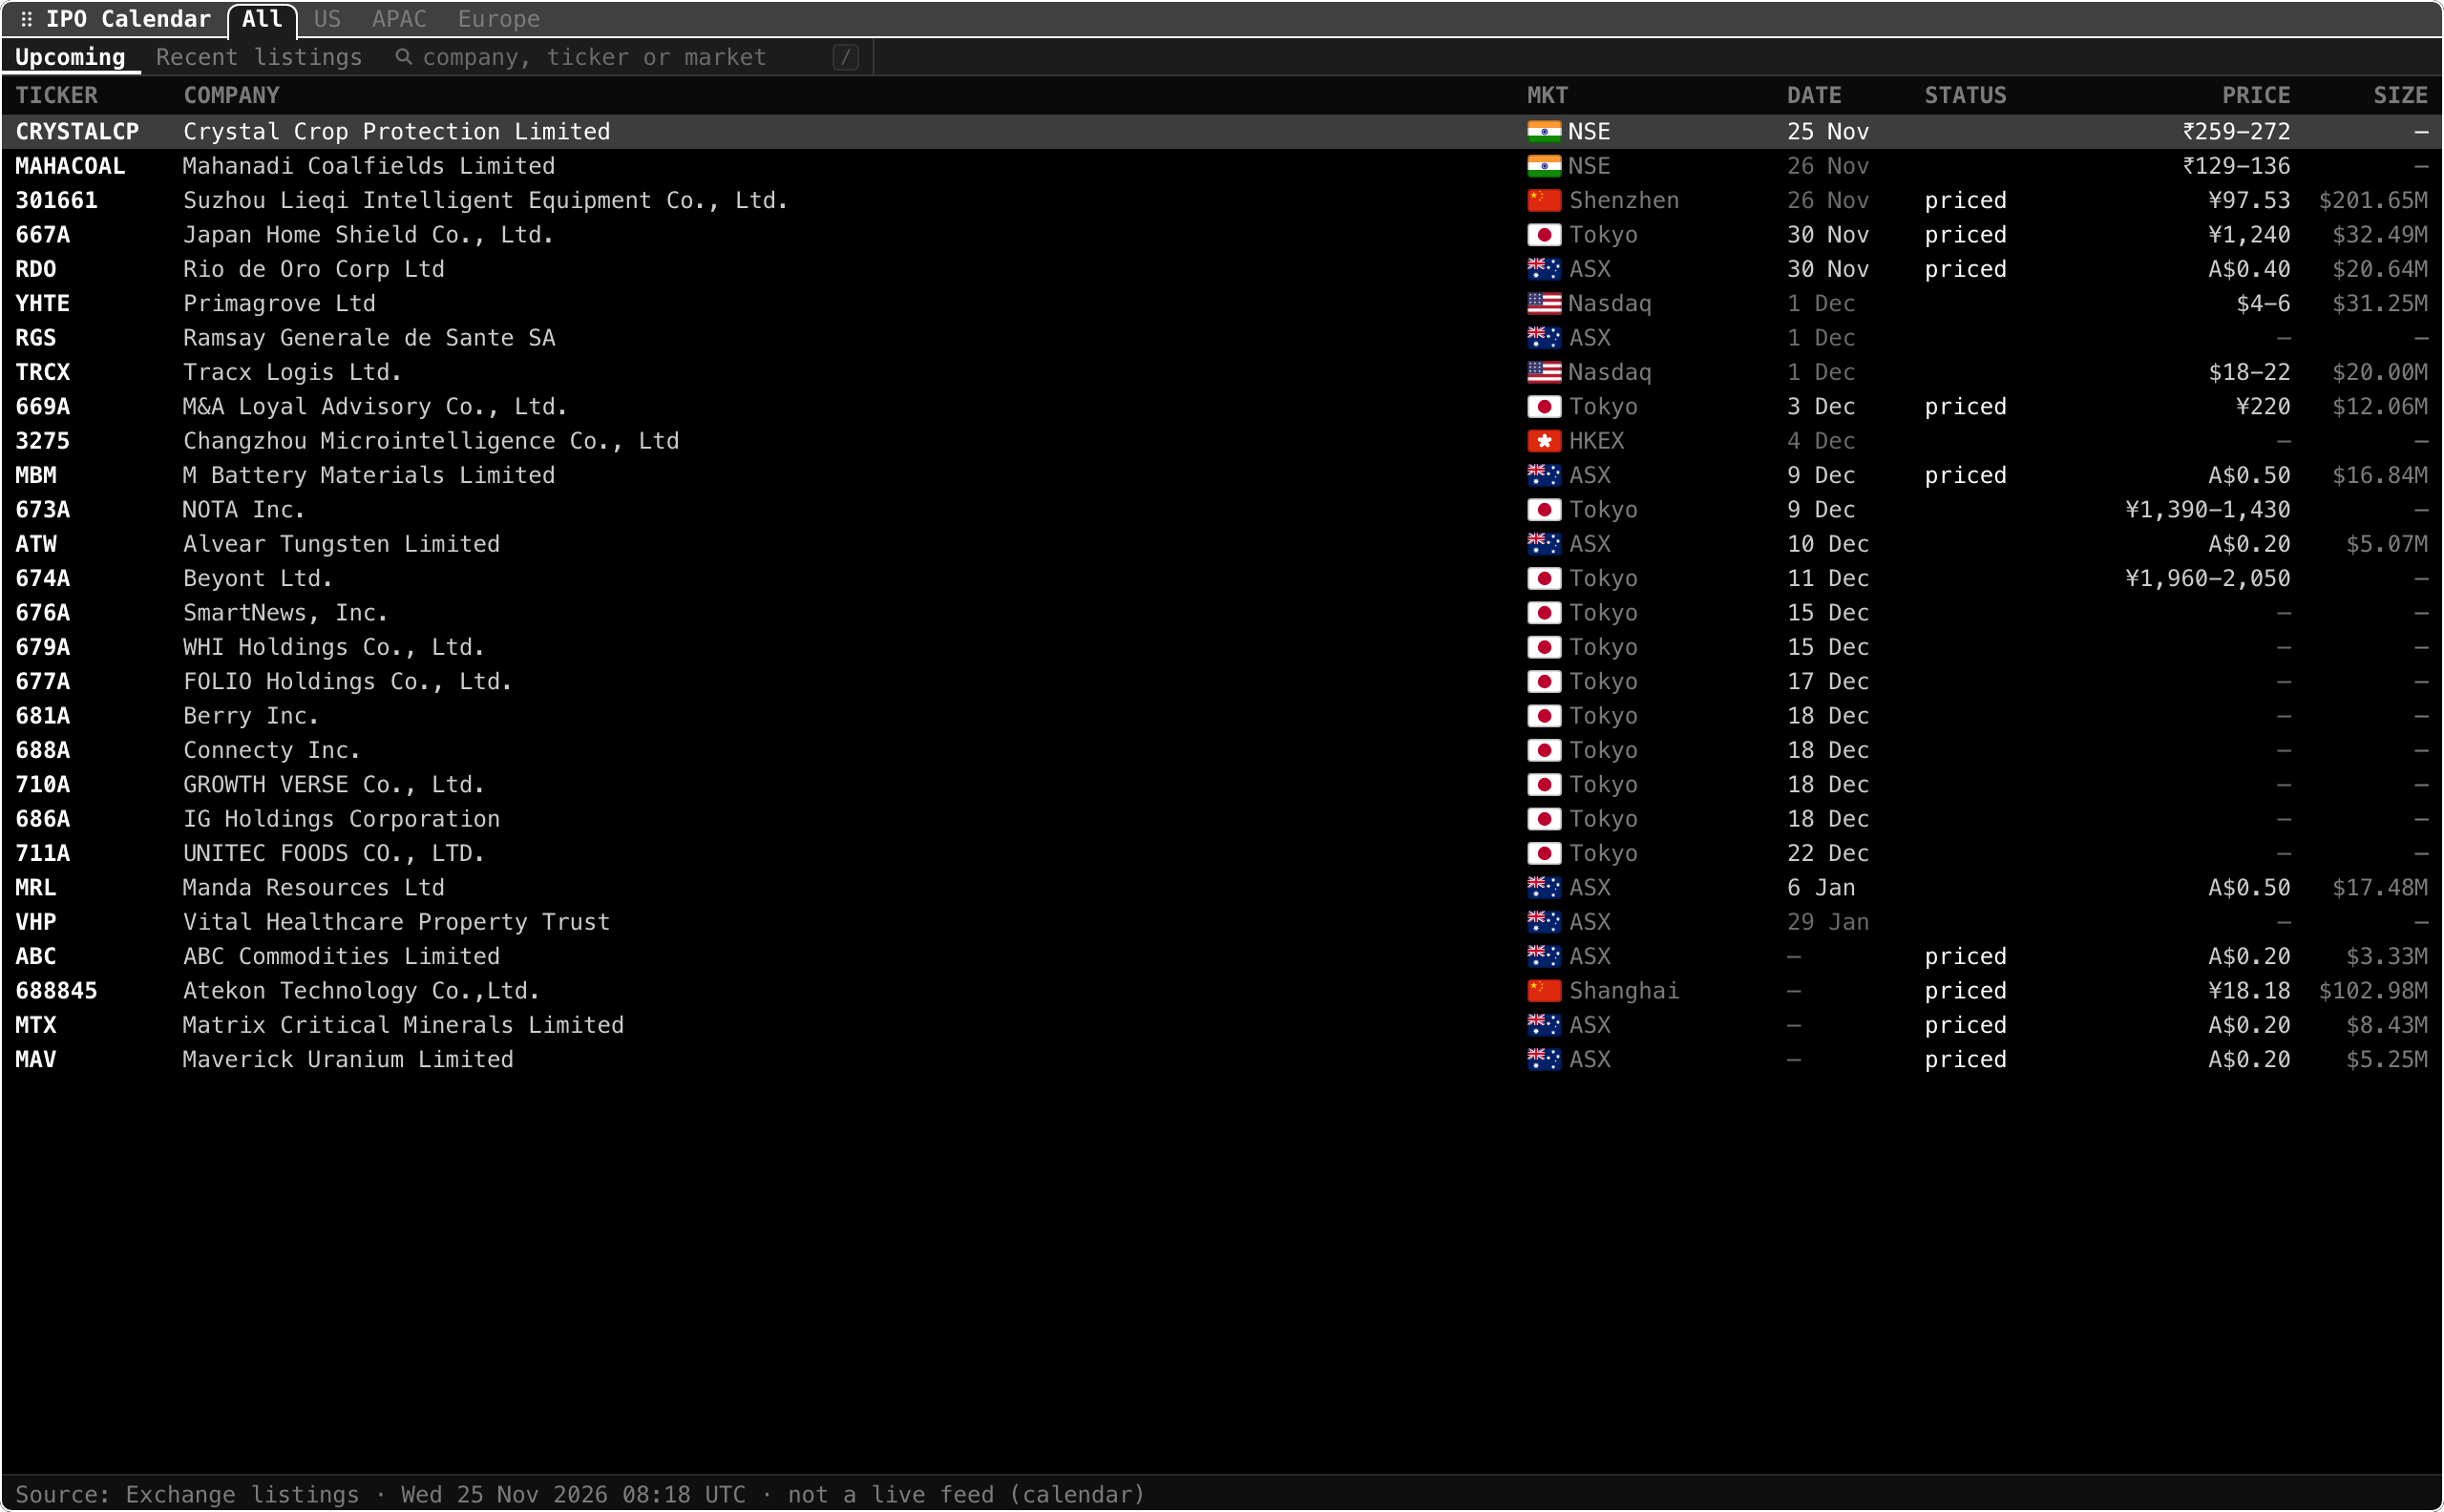 IPO Calendar All US APAC Europe
Upcoming Recent listings company, ticker or market /
TICKER COMPANY MKT DATE STATUS PRICE SIZE
CRYSTALCP Crystal Crop Protection Limited NSE 25 Nov ₹259–272 —
MAHACOAL Mahanadi Coalfields Limited NSE 26 Nov ₹129–136 —
301661 Suzhou Lieqi Intelligent Equipment Co., Ltd. Shenzhen 26 Nov priced ¥97.53 $201.65M
667A Japan Home Shield Co., Ltd. Tokyo 30 Nov priced ¥1,240 $32.49M
RDO Rio de Oro Corp Ltd ASX 30 Nov priced A$0.40 $20.64M
YHTE Primagrove Ltd Nasdaq 1 Dec $4–6 $31.25M
RGS Ramsay Generale de Sante SA ASX 1 Dec — —
TRCX Tracx Logis Ltd. Nasdaq 1 Dec $18–22 $20.00M
669A M&A Loyal Advisory Co., Ltd. Tokyo 3 Dec priced ¥220 $12.06M
3275 Changzhou Microintelligence Co., Ltd HKEX 4 Dec — —
MBM M Battery Materials Limited ASX 9 Dec priced A$0.50 $16.84M
673A NOTA Inc. Tokyo 9 Dec ¥1,390–1,430 —
ATW Alvear Tungsten Limited ASX 10 Dec A$0.20 $5.07M
674A Beyont Ltd. Tokyo 11 Dec ¥1,960–2,050 —
676A SmartNews, Inc. Tokyo 15 Dec — —
679A WHI Holdings Co., Ltd. Tokyo 15 Dec — —
677A FOLIO Holdings Co., Ltd. Tokyo 17 Dec — —
681A Berry Inc. Tokyo 18 Dec — —
688A Connecty Inc. Tokyo 18 Dec — —
710A GROWTH VERSE Co., Ltd. Tokyo 18 Dec — —
686A IG Holdings Corporation Tokyo 18 Dec — —
711A UNITEC FOODS CO., LTD. Tokyo 22 Dec — —
MRL Manda Resources Ltd ASX 6 Jan A$0.50 $17.48M
VHP Vital Healthcare Property Trust ASX 29 Jan — —
ABC ABC Commodities Limited ASX — priced A$0.20 $3.33M
688845 Atekon Technology Co.,Ltd. Shanghai — priced ¥18.18 $102.98M
MTX Matrix Critical Minerals Limited ASX — priced A$0.20 $8.43M
MAV Maverick Uranium Limited ASX — priced A$0.20 $5.25M
Source: Exchange listings · Wed 25 Nov 2026 08:18 UTC · not a live feed (calendar)